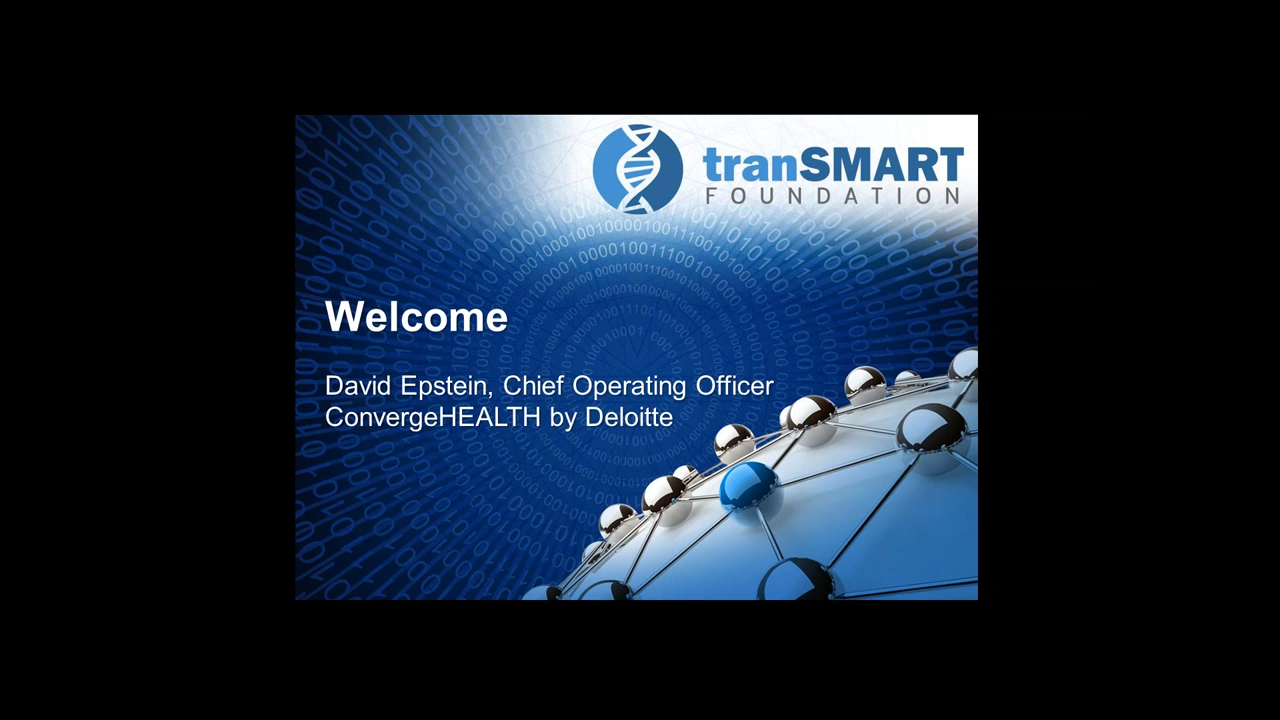 tranSMART
FOUNDATION
Welcome
David Epstein, Chief Operating Officer
ConvergeHEALTH by Deloitte